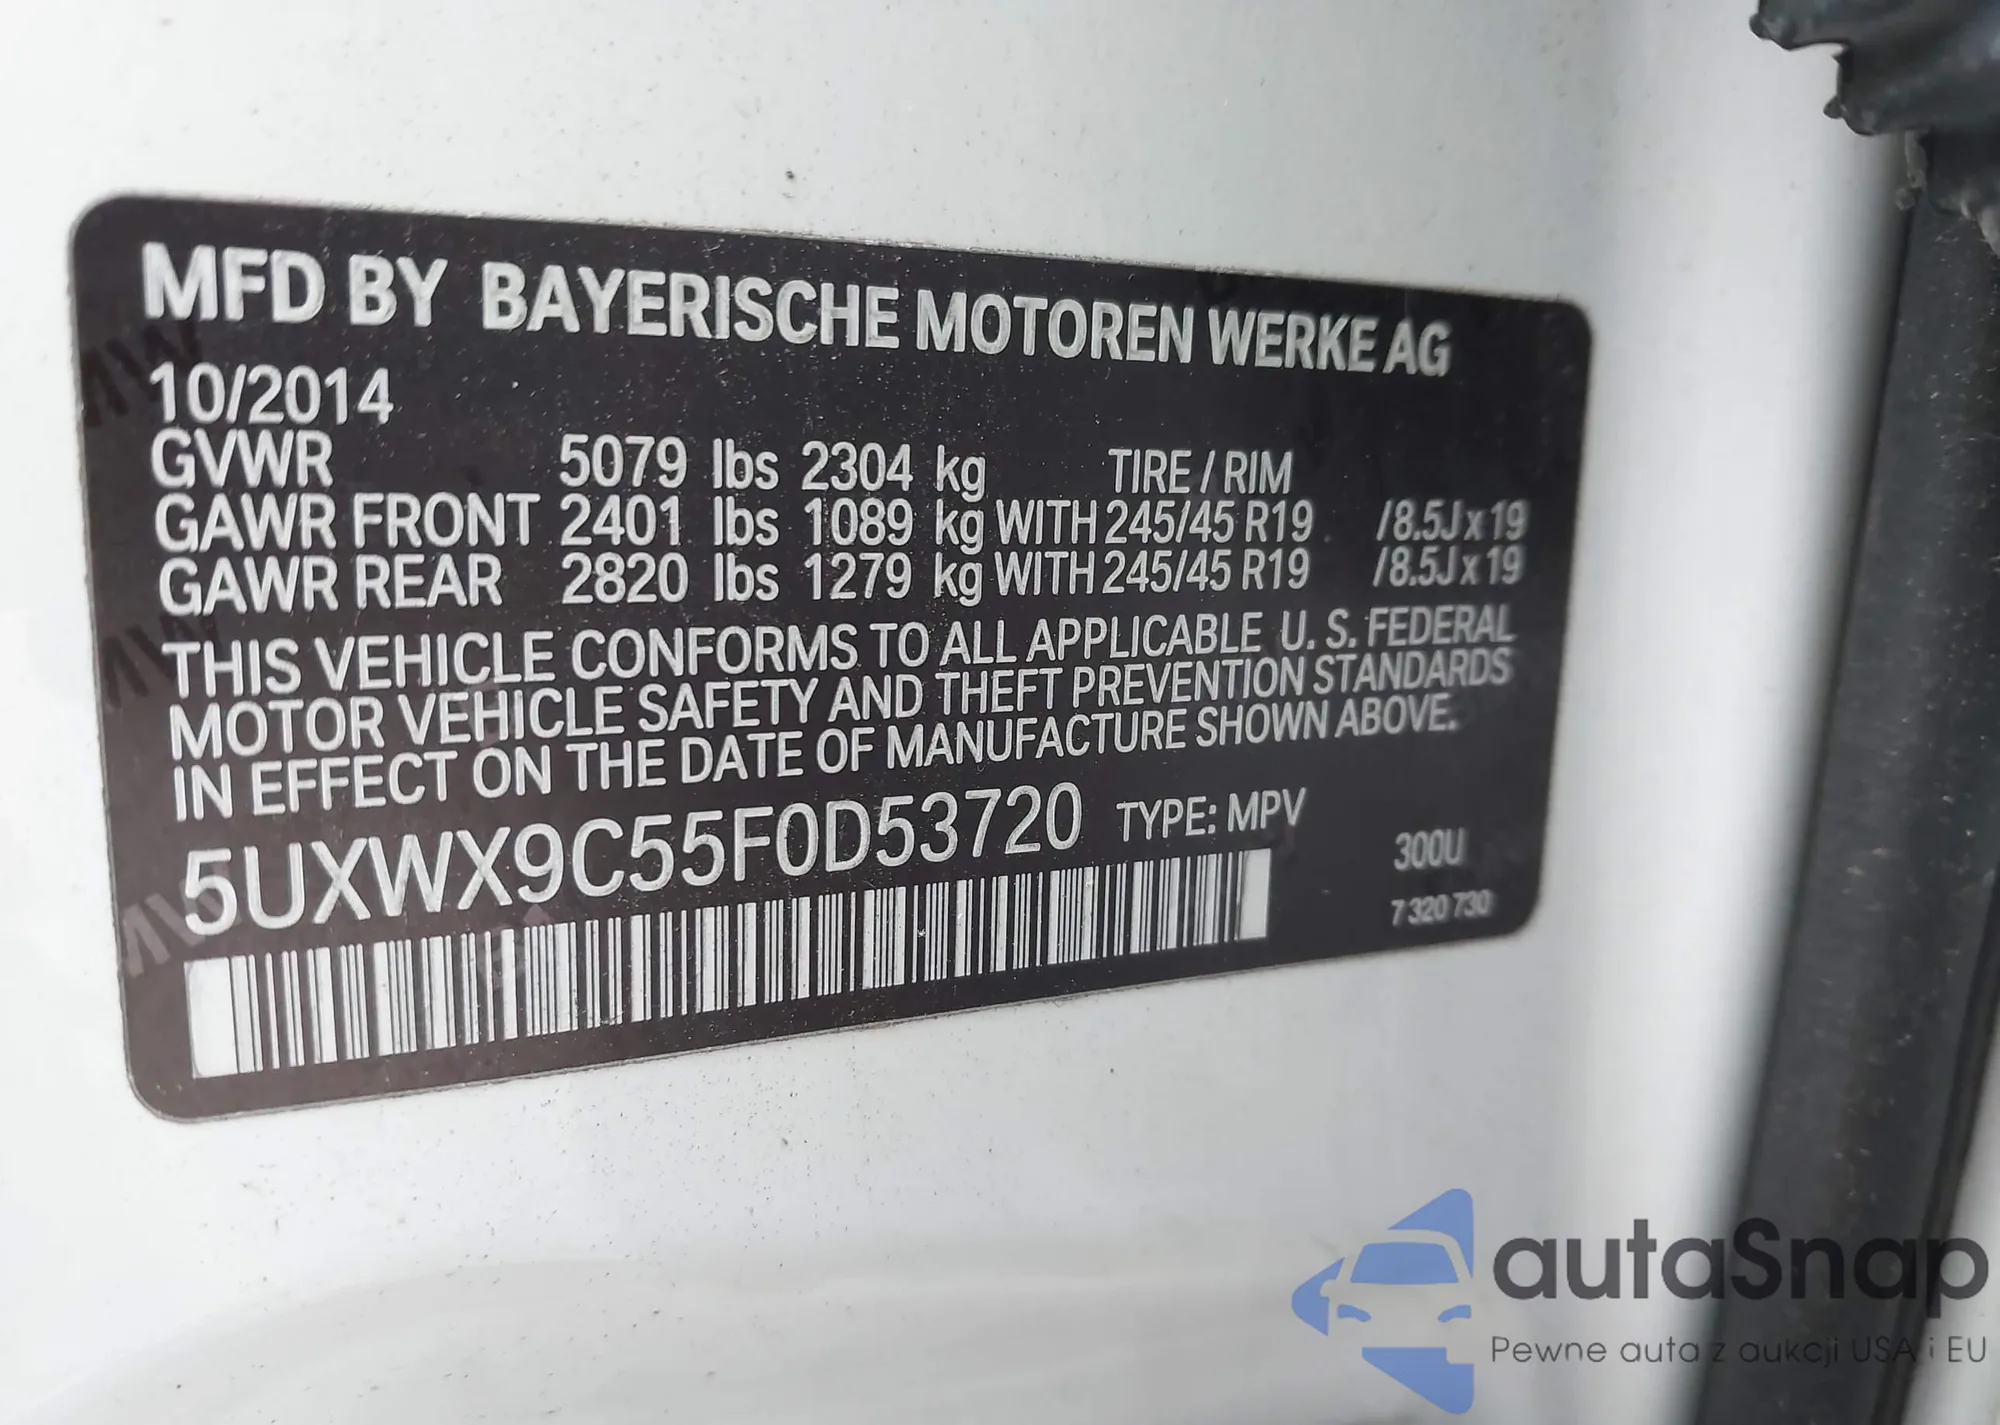 MFD BY BAYERISCHE MOTOREN WERKE AG
10/2014
GVWR 5079 lbs 2304 kg TIRE / RIM
GAWR FRONT 2401 lbs 1089 kg WITH 245/45 R19 /8.5J x 19
GAWR REAR 2820 lbs 1279 kg WITH 245/45 R19 /8.5J x 19
THIS VEHICLE CONFORMS TO ALL APPLICABLE U. S. FEDERAL
MOTOR VEHICLE SAFETY AND THEFT PREVENTION STANDARDS
IN EFFECT ON THE DATE OF MANUFACTURE SHOWN ABOVE.
5UXWX9C55F0D53720 TYPE: MPV
300U
7 320 730
autaSnap
Pewne auta z aukcji USA i EU